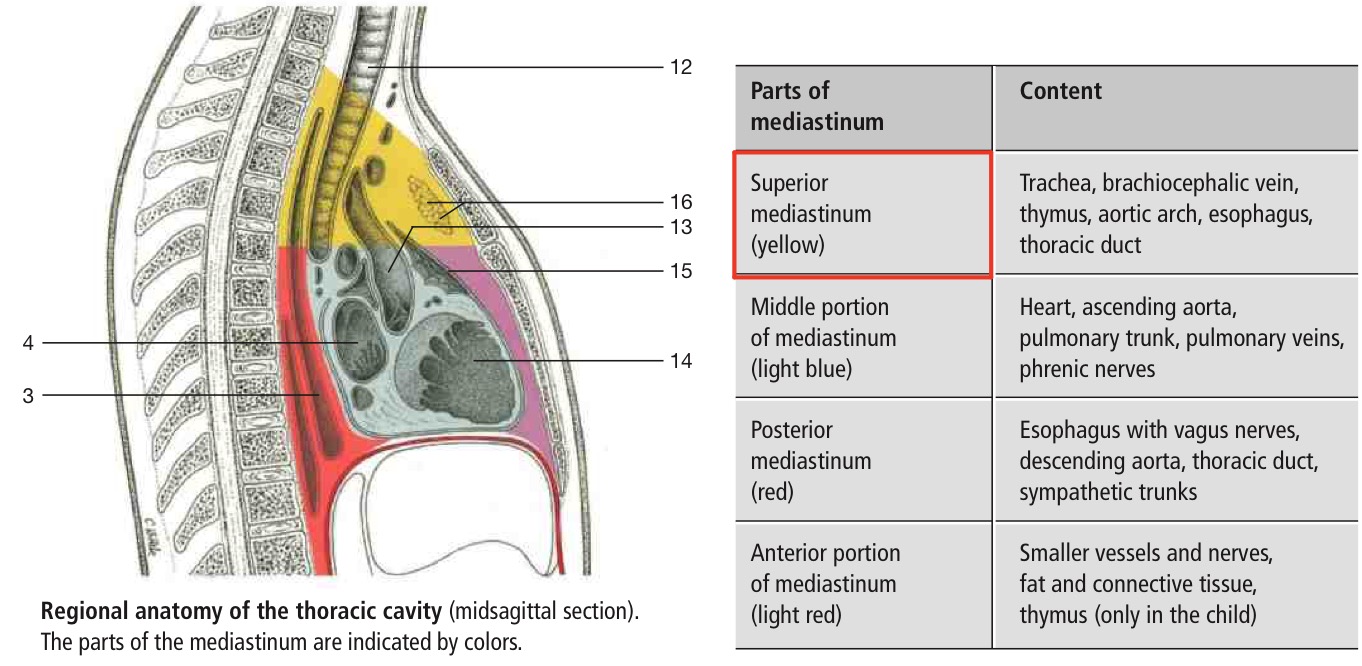 12
16
13
15
4
14
3
Regional anatomy of the thoracic cavity (midsagittal section).
The parts of the mediastinum are indicated by colors.
Parts of
mediastinum
Content
Superior
mediastinum
(yellow)
Trachea, brachiocephalic vein,
thymus, aortic arch, esophagus,
thoracic duct
Middle portion
of mediastinum
(light blue)
Heart, ascending aorta,
pulmonary trunk, pulmonary veins,
phrenic nerves
Posterior
mediastinum
(red)
Esophagus with vagus nerves,
descending aorta, thoracic duct,
sympathetic trunks
Anterior portion
of mediastinum
(light red)
Smaller vessels and nerves,
fat and connective tissue,
thymus (only in the child)